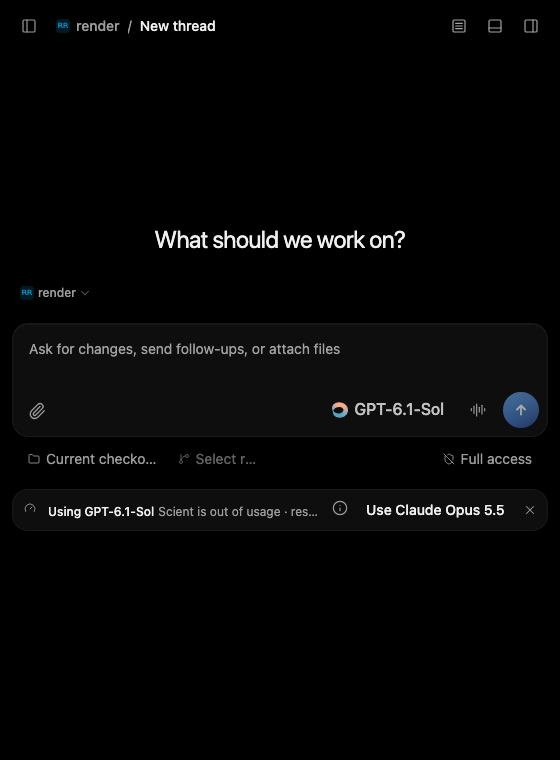 RR render / New thread
What should we work on?
RR render
Ask for changes, send follow-ups, or attach files
GPT-6.1-Sol
Current checko... Select r... Full access
Using GPT-6.1-Sol Scient is out of usage · res... Use Claude Opus 5.5